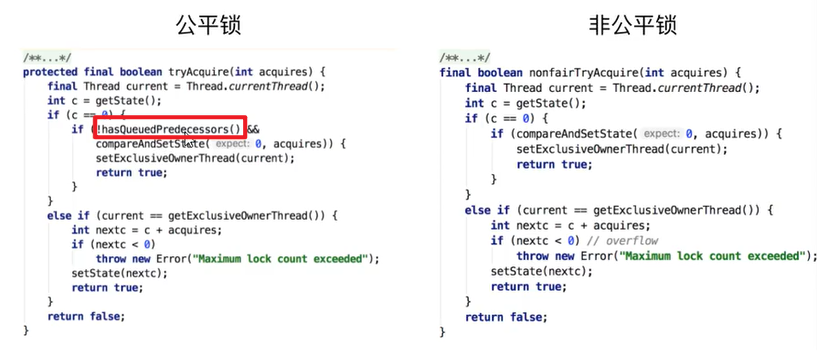 公平锁
/**...*/
protected final boolean tryAcquire(int acquires) {
final Thread current = Thread.currentThread();
int c = getState();
if (c == 0) {
if (!hasQueuedPredecessors() &&
compareAndSetState( expect: 0, acquires)) {
setExclusiveOwnerThread(current);
return true;
}
}
else if (current == getExclusiveOwnerThread()) {
int nextc = c + acquires;
if (nextc < 0)
throw new Error("Maximum lock count exceeded");
setState(nextc);
return true;
}
return false;
}
非公平锁
/**...*/
final boolean nonfairTryAcquire(int acquires) {
final Thread current = Thread.currentThread();
int c = getState();
if (c == 0) {
if (compareAndSetState( expect: 0, acquires)) {
setExclusiveOwnerThread(current);
return true;
}
}
else if (current == getExclusiveOwnerThread()) {
int nextc = c + acquires;
if (nextc < 0) // overflow
throw new Error("Maximum lock count exceeded");
setState(nextc);
return true;
}
return false;
}